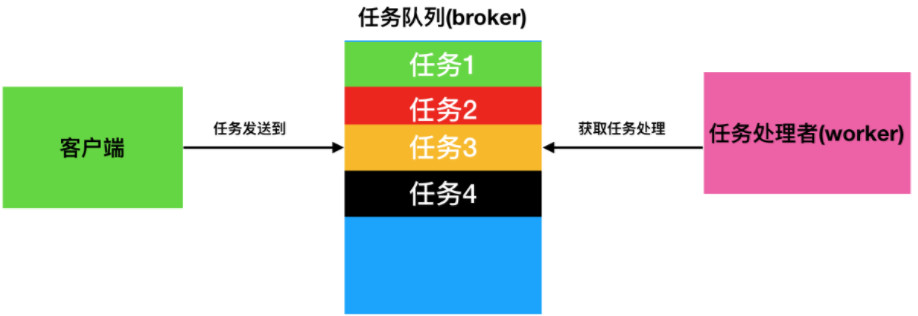 任务队列(broker)
任务1
任务2
任务3
任务4
客户端
任务发送到
获取任务处理
任务处理者(worker)